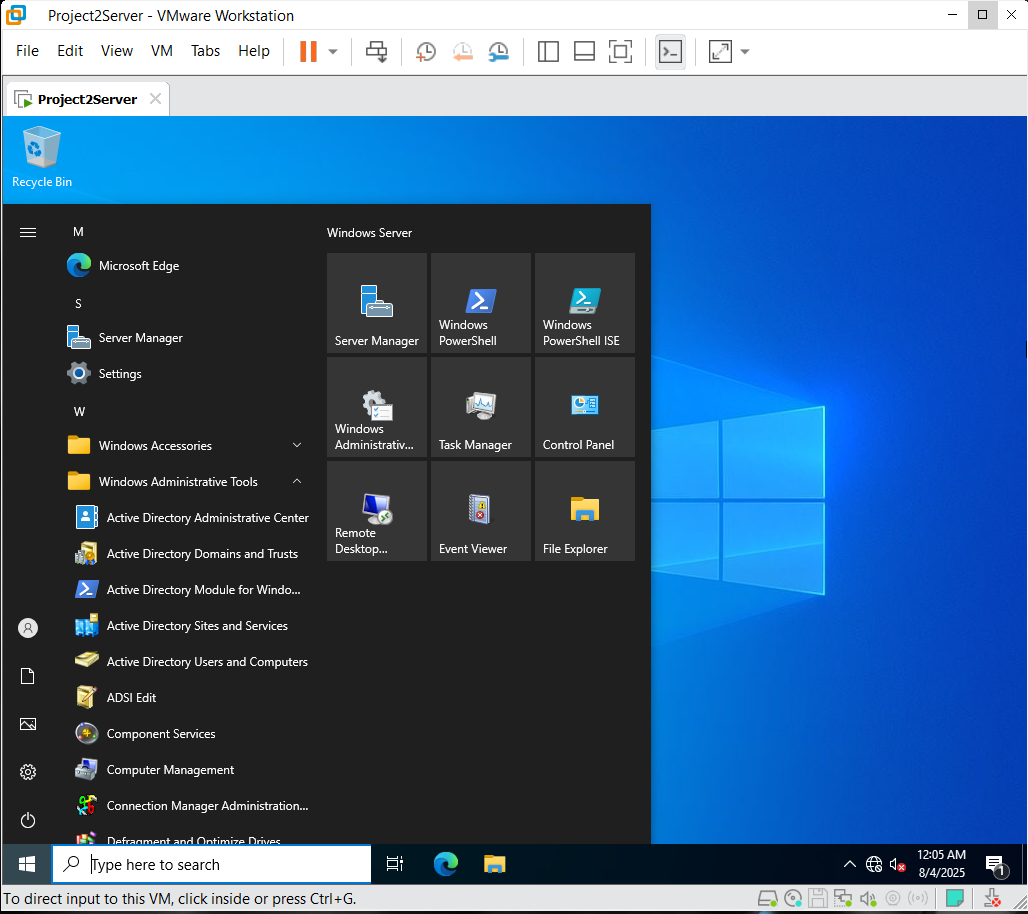 Project2Server - VMware Workstation
File Edit View VM Tabs Help
Project2Server
Recycle Bin
M
Microsoft Edge
S
Server Manager
Settings
W
Windows Accessories
Windows Administrative Tools
Active Directory Administrative Center
Active Directory Domains and Trusts
Active Directory Module for Windo...
Active Directory Sites and Services
Active Directory Users and Computers
ADSI Edit
Component Services
Computer Management
Connection Manager Administration...
Defragment and Optimize Drives
Windows Server
Server Manager
Windows
PowerShell
Windows
PowerShell ISE
Windows
Administrativ...
Task Manager
Control Panel
Remote
Desktop...
Event Viewer
File Explorer
Type here to search
12:05 AM
8/4/2025
1
To direct input to this VM, click inside or press Ctrl+G.